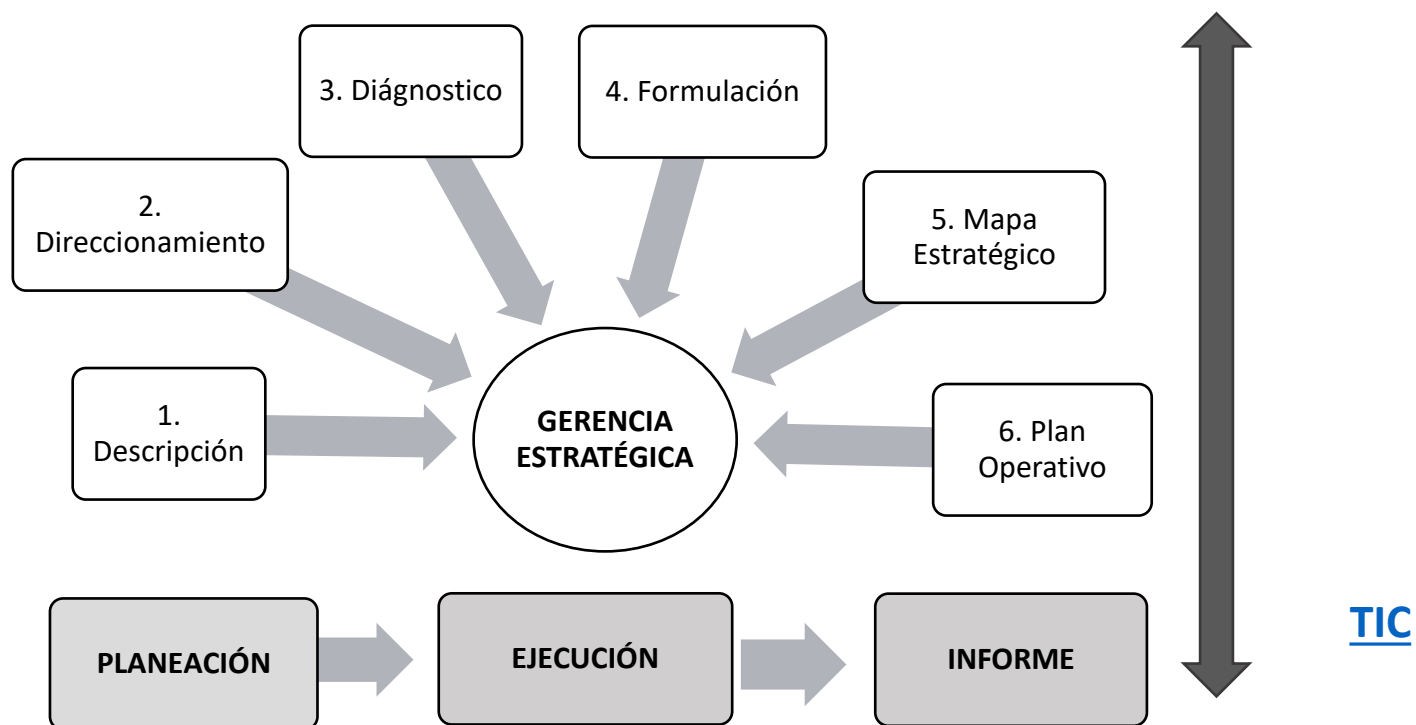 3. Diágnostico
4. Formulación
2.
Direccionamiento
5. Mapa
Estratégico
1.
Descripción
GERENCIA
ESTRATÉGICA
6. Plan
Operativo
TIC
PLANEACIÓN
EJECUCIÓN
INFORME